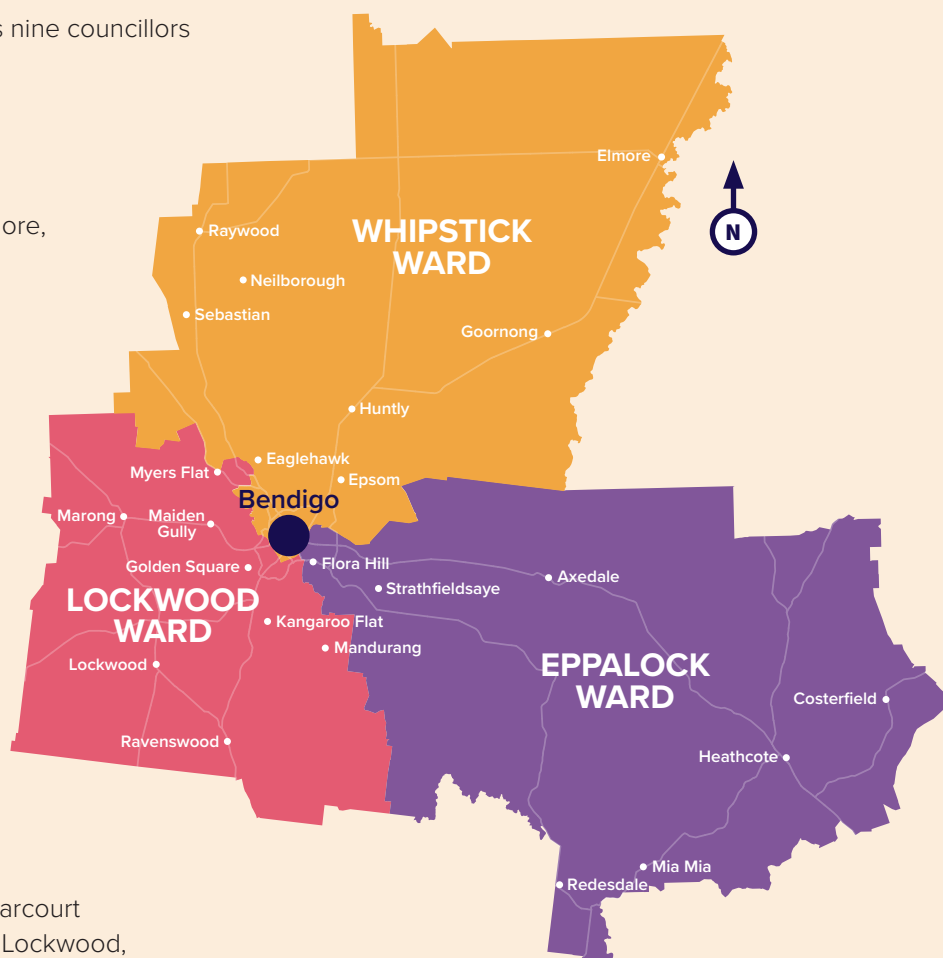 s nine councillors
Elmore
ore,
N
Raywood
WHIPSTICK
WARD
Neilborough
Sebastian
Goornong
Huntly
Eaglehawk
Myers Flat
Epsom
Bendigo
Marong
Maiden
Gully
Golden Square
Flora Hill
Axedale
Strathfieldsaye
LOCKWOOD
WARD
Kangaroo Flat
Mandurang
Lockwood
EPPALOCK
WARD
Costerfield
Ravenswood
Heathcote
Mia Mia
Redesdale
arcourt
Lockwood,